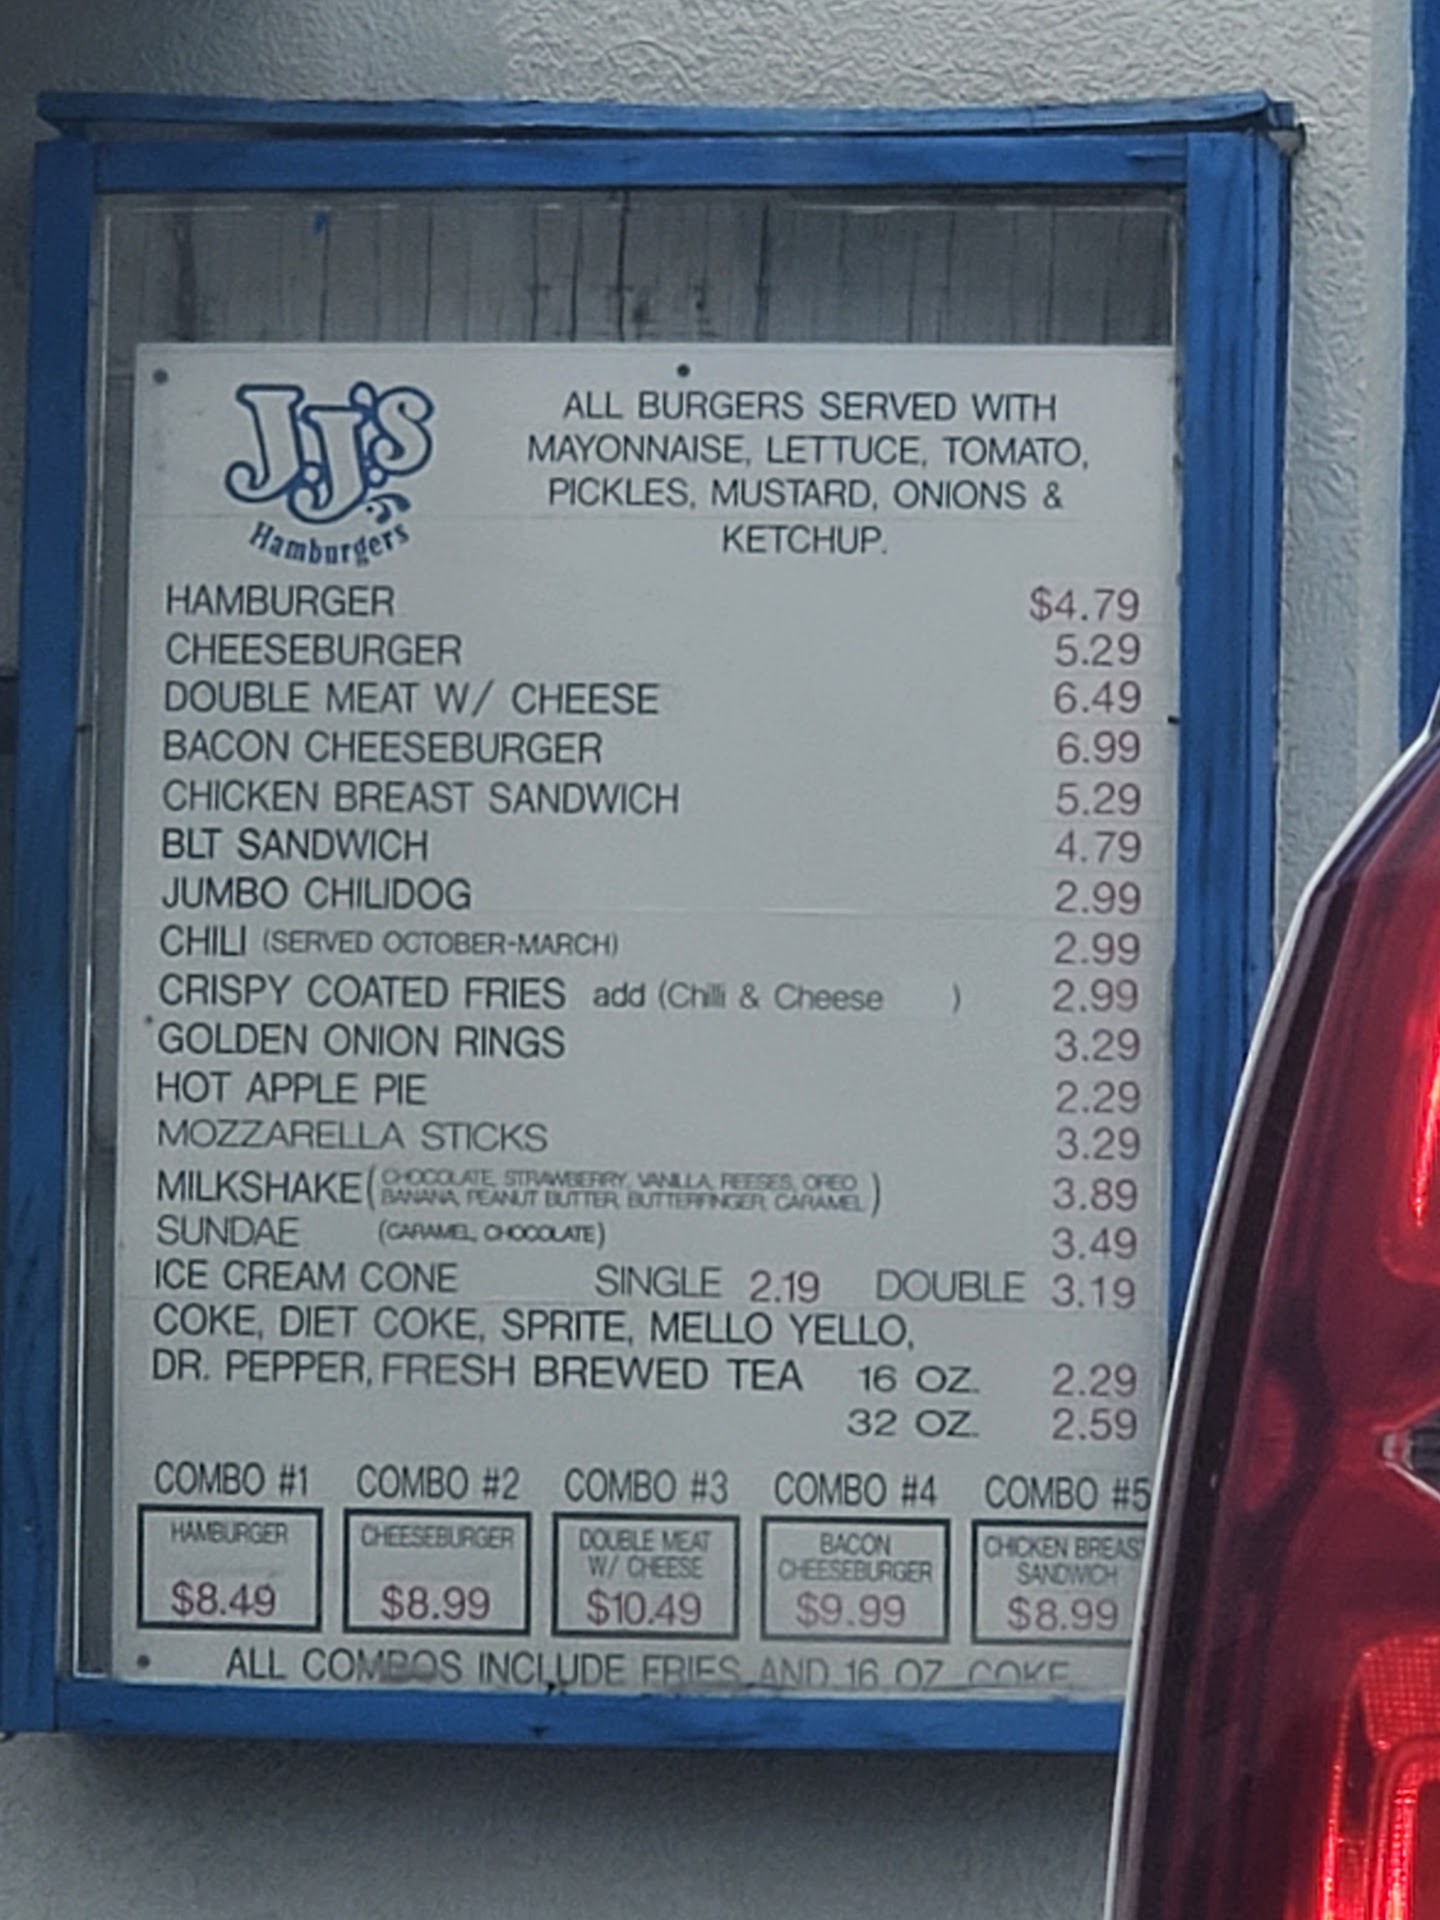 J.J.'s
Hamburgers
ALL BURGERS SERVED WITH
MAYONNAISE, LETTUCE, TOMATO,
PICKLES, MUSTARD, ONIONS &
KETCHUP.
HAMBURGER $4.79
CHEESEBURGER 5.29
DOUBLE MEAT W/ CHEESE 6.49
BACON CHEESEBURGER 6.99
CHICKEN BREAST SANDWICH 5.29
BLT SANDWICH 4.79
JUMBO CHILIDOG 2.99
CHILI (SERVED OCTOBER-MARCH) 2.99
CRISPY COATED FRIES add (Chilli & Cheese ) 2.99
GOLDEN ONION RINGS 3.29
HOT APPLE PIE 2.29
MOZZARELLA STICKS 3.29
MILKSHAKE (CHOCOLATE, STRAWBERRY, VANILLA, REESES, OREO
BANANA, PEANUT BUTTER, BUTTERFINGER, CARAMEL) 3.89
SUNDAE (CARAMEL, CHOCOLATE) 3.49
ICE CREAM CONE SINGLE 2.19 DOUBLE 3.19
COKE, DIET COKE, SPRITE, MELLO YELLO,
DR. PEPPER, FRESH BREWED TEA 16 OZ. 2.29
32 OZ. 2.59
COMBO #1 COMBO #2 COMBO #3 COMBO #4 COMBO #5
HAMBURGER
$8.49
CHEESEBURGER
$8.99
DOUBLE MEAT
W/ CHEESE
$10.49
BACON
CHEESEBURGER
$9.99
CHICKEN BREAS
SANDWICH
$8.99
ALL COMBOS INCLUDE FRIES AND 16 OZ COKE